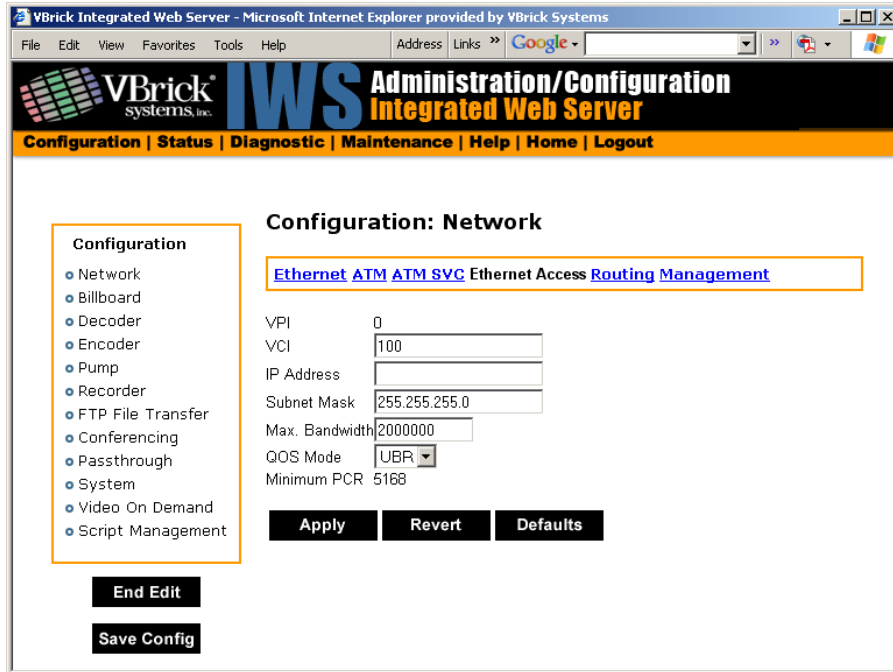 VBrick Integrated Web Server - Microsoft Internet Explorer provided by VBrick Systems
File Edit View Favorites Tools Help Address Links » Google »
VBrick systems, inc. IWS Administration/Configuration
Integrated Web Server
Configuration | Status | Diagnostic | Maintenance | Help | Home | Logout
Configuration
Network
Billboard
Decoder
Encoder
Pump
Recorder
FTP File Transfer
Conferencing
Passthrough
System
Video On Demand
Script Management
End Edit
Save Config
Configuration: Network
Ethernet ATM ATM SVC Ethernet Access Routing Management
VPI 0
VCI 100
IP Address
Subnet Mask 255.255.255.0
Max. Bandwidth 2000000
QOS Mode UBR
Minimum PCR 5168
Apply Revert Defaults